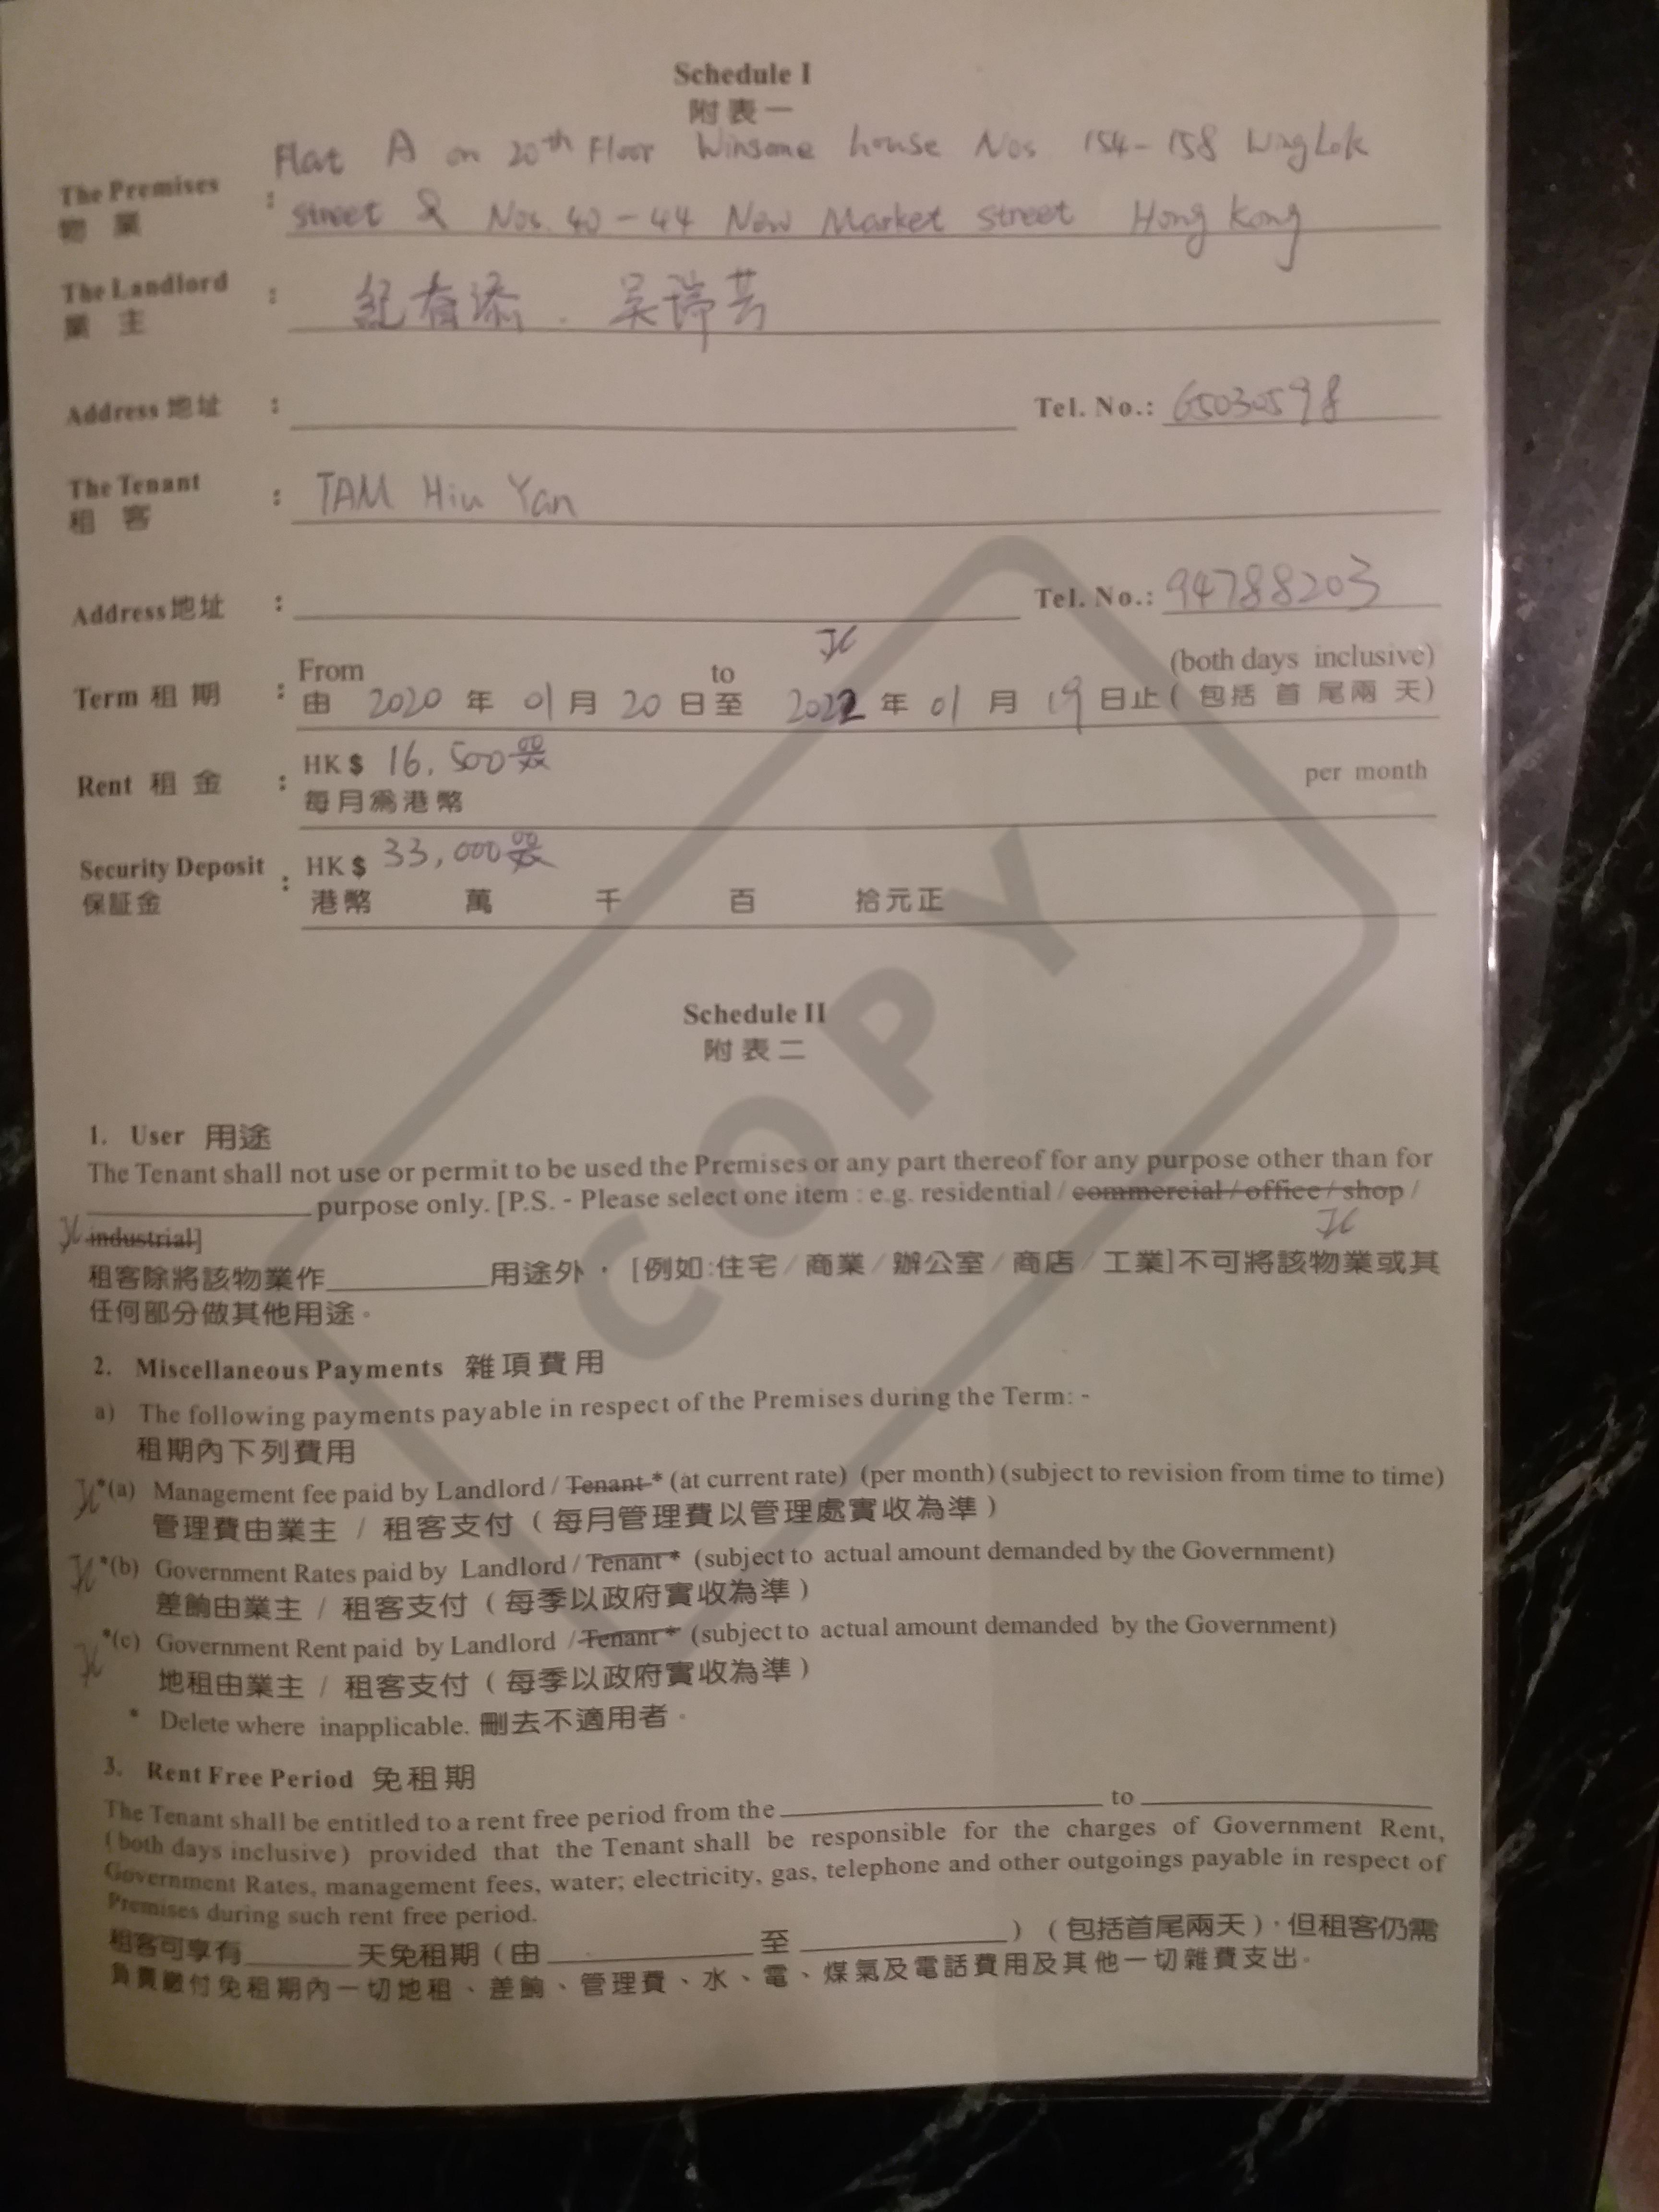 Schedule I
附表一
Flat A on 20th Floor Winsome house Nos 154-158 Wing Lok
The Premises :
物業
street & Nos. 40-44 New Market street Hong Kong
The Landlord : 紀有添. 吳瑞芸
業主
Address 地址 : Tel. No.: 65030598
The Tenant : TAM Hiu Yan
租客
Address 地址 : Tel. No.: 94788203
JC
From to (both days inclusive)
Term 租期 : 由 2020 年 01 月 20 日至 2022 年 01 月 19 日止 ( 包括首尾兩天 )
Rent 租金 : HK $ 16,500 00/xx per month
每月為港幣
Security Deposit : HK $ 33,000 00/xx
保証金 港幣 萬 千 百 拾元正
Schedule II
附表二
1. User 用途
The Tenant shall not use or permit to be used the Premises or any part thereof for any purpose other than for
purpose only. [P.S. - Please select one item : e.g. residential / commercial / office / shop /
JC industrial] JC
租客除將該物業作 用途外，[例如:住宅/商業/辦公室/商店/工業]不可將該物業或其
任何部分做其他用途。
2. Miscellaneous Payments 雜項費用
a) The following payments payable in respect of the Premises during the Term: -
租期內下列費用
JC *(a) Management fee paid by Landlord / Tenant * (at current rate) (per month) (subject to revision from time to time)
管理費由業主 / 租客支付 ( 每月管理費以管理處實收為準 )
JC *(b) Government Rates paid by Landlord / Tenant * (subject to actual amount demanded by the Government)
差餉由業主 / 租客支付 ( 每季以政府實收為準 )
JC *(c) Government Rent paid by Landlord / Tenant * (subject to actual amount demanded by the Government)
地租由業主 / 租客支付 ( 每季以政府實收為準 )
* Delete where inapplicable. 刪去不適用者。
3. Rent Free Period 免租期
The Tenant shall be entitled to a rent free period from the to
(both days inclusive) provided that the Tenant shall be responsible for the charges of Government Rent,
Government Rates, management fees, water; electricity, gas, telephone and other outgoings payable in respect of
Premises during such rent free period.
租客可享有 天免租期 ( 由 至 ) ( 包括首尾兩天 )，但租客仍需
負責繳付免租期內一切地租、差餉、管理費、水、電、煤氣及電話費用及其他一切雜費支出。
COPY